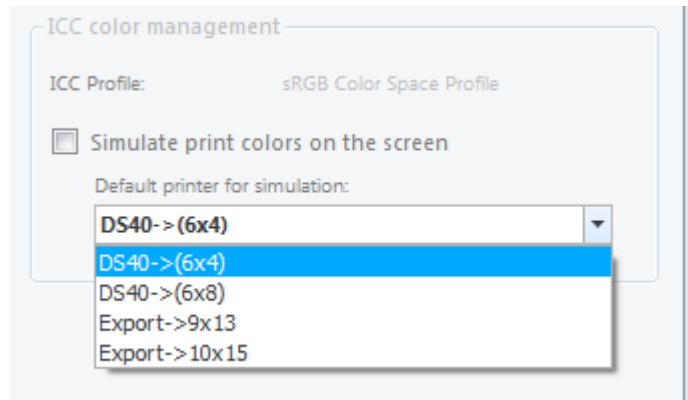 ICC color management
ICC Profile: sRGB Color Space Profile
Simulate print colors on the screen
Default printer for simulation:
DS40->(6x4)
DS40->(6x4)
DS40->(6x8)
Export->9x13
Export->10x15